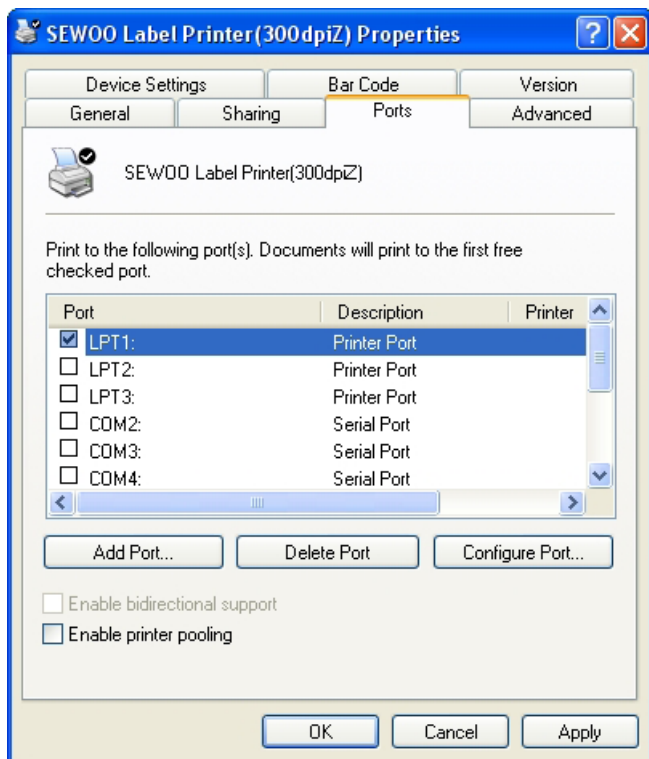 SEWOO Label Printer(300dpiZ) Properties
Device Settings Bar Code Version
General Sharing Ports Advanced
SEWOO Label Printer(300dpiZ)
Print to the following port(s). Documents will print to the first free
checked port.
Port Description Printer
LPT1: Printer Port
LPT2: Printer Port
LPT3: Printer Port
COM2: Serial Port
COM3: Serial Port
COM4: Serial Port
Add Port... Delete Port Configure Port...
Enable bidirectional support
Enable printer pooling
OK Cancel Apply